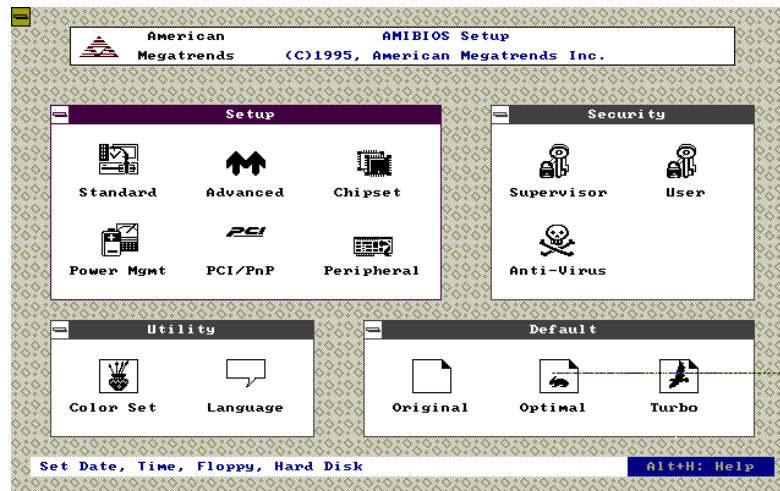 American AMIBIOS Setup
Megatrends (C)1995, American Megatrends Inc.
Setup
Standard Advanced Chipset
PCI
Power Mgmt PCI/PnP Peripheral
Security
Supervisor User
Anti-Virus
Utility
Color Set Language
Default
Original Optimal Turbo
Set Date, Time, Floppy, Hard Disk Alt+H: Help